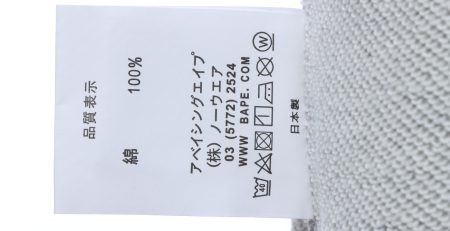 品質表示
綿 100%
アベイシングエイプ
(株) ノーウエア
03 (5772) 2524
WWW BAPE. COM
40
W
日本製